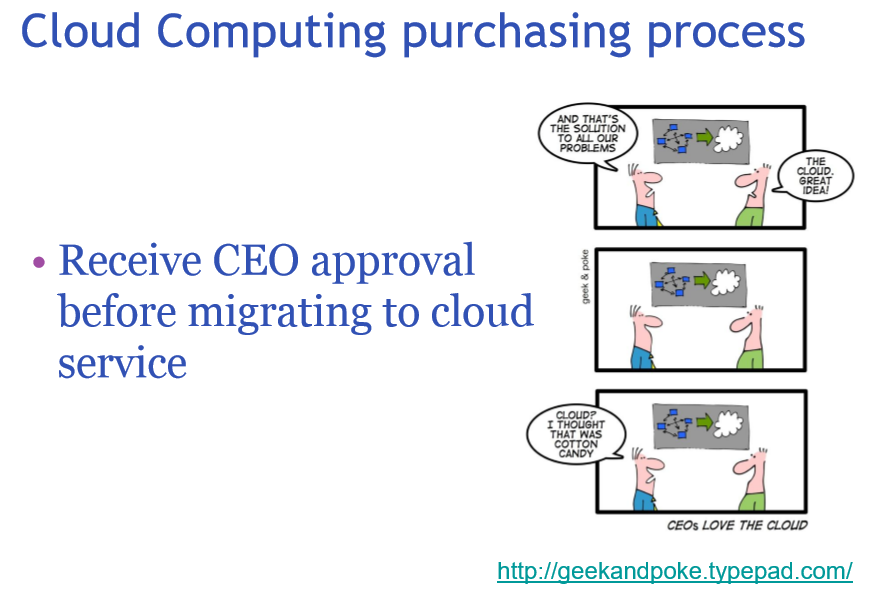 Cloud Computing purchasing process
• Receive CEO approval
before migrating to cloud
service
AND THAT'S
THE SOLUTION
TO ALL OUR
PROBLEMS
THE
CLOUD.
GREAT
IDEA!
geek & poke
CLOUD?
I THOUGHT
THAT WAS
COTTON
CANDY
CEOs LOVE THE CLOUD
http://geekandpoke.typepad.com/